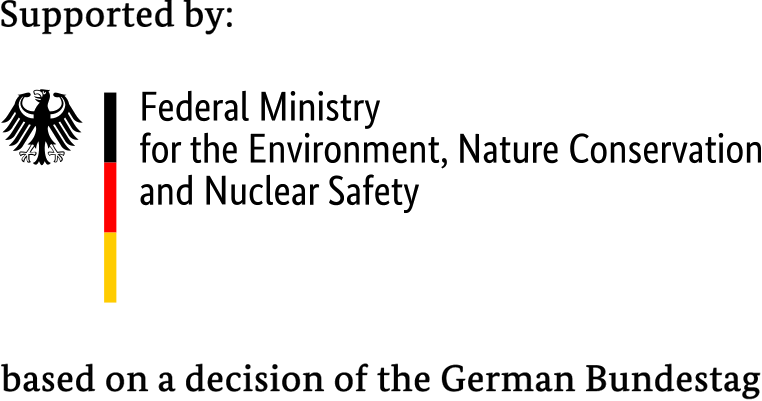 Supported by:
Federal Ministry
for the Environment, Nature Conservation
and Nuclear Safety
based on a decision of the German Bundestag